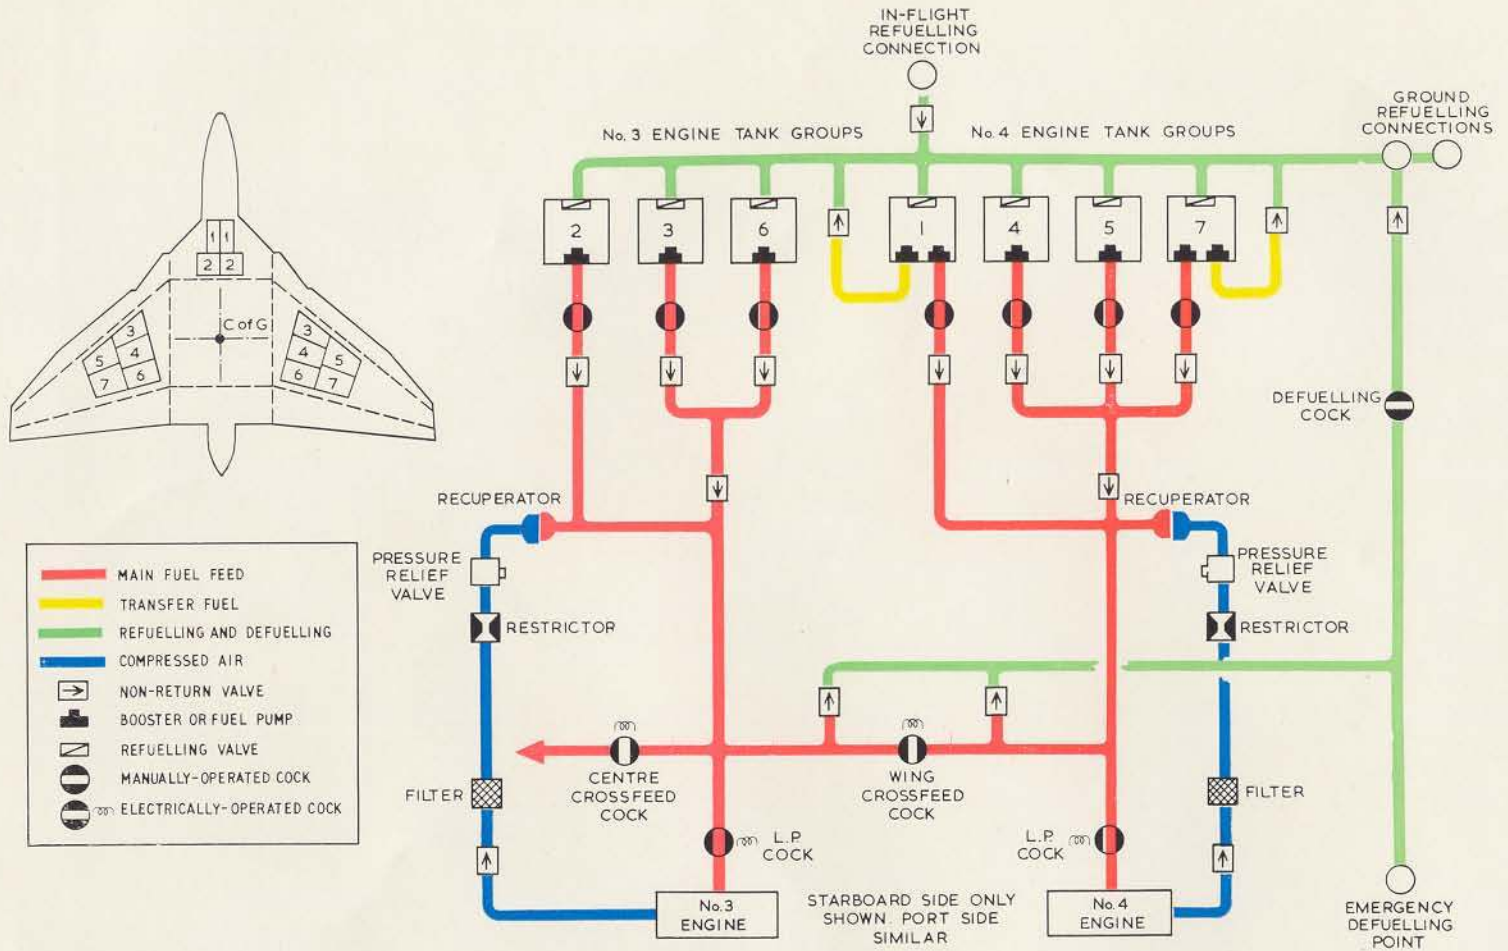 IN-FLIGHT
REFUELLING
CONNECTION
GROUND
REFUELLING
CONNECTIONS
No. 3 ENGINE TANK GROUPS
No. 4 ENGINE TANK GROUPS
2
3
6
1
4
5
7
1 1
2 2
C of G
3
5 4
7 6
3
4 5
6 7
DEFUELLING
COCK
RECUPERATOR
RECUPERATOR
PRESSURE
RELIEF
VALVE
PRESSURE
RELIEF
VALVE
RESTRICTOR
RESTRICTOR
MAIN FUEL FEED
TRANSFER FUEL
REFUELLING AND DEFUELLING
COMPRESSED AIR
NON-RETURN VALVE
BOOSTER OR FUEL PUMP
REFUELLING VALVE
MANUALLY-OPERATED COCK
ELECTRICALLY-OPERATED COCK
CENTRE
CROSSFEED
COCK
WING
CROSSFEED
COCK
FILTER
FILTER
L.P.
COCK
L.P.
COCK
No.3
ENGINE
STARBOARD SIDE ONLY
SHOWN. PORT SIDE
SIMILAR
No.4
ENGINE
EMERGENCY
DEFUELLING
POINT